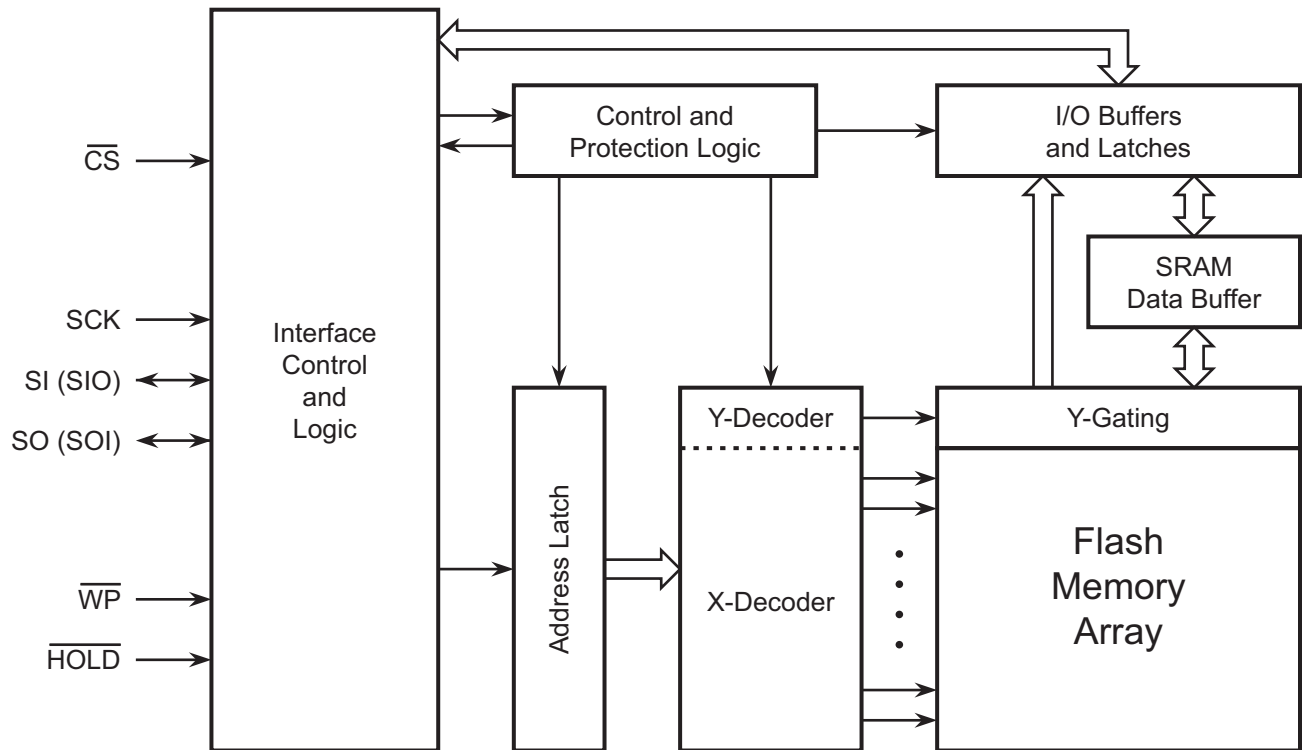 Control and
Protection Logic
I/O Buffers
and Latches
CS
SRAM
Data Buffer
SCK
Interface
Control
and
Logic
SI (SIO)
SO (SOI)
Y-Decoder
Y-Gating
Address Latch
X-Decoder
Flash
Memory
Array
WP
HOLD